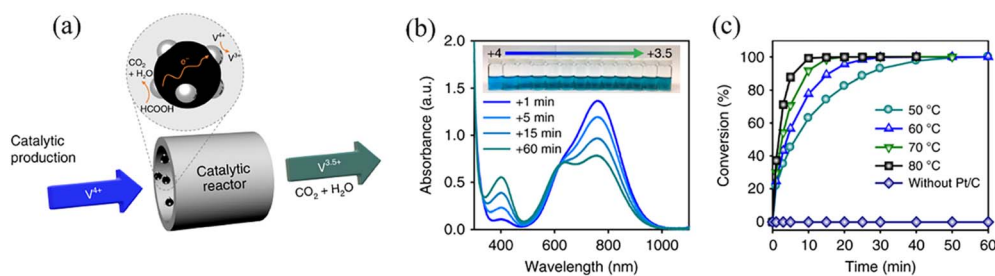 (a)
V⁴⁺
V³⁺
e⁻
CO₂
+ H₂O
HCOOH
Catalytic
production
V⁴⁺
Catalytic
reactor
V³·⁵⁺
CO₂ + H₂O
(b)
Absorbance (a.u.)
2.0
1.5
1.0
0.5
0.0
+4
+3.5
+1 min
+5 min
+15 min
+60 min
400 600 800 1000
Wavelength (nm)
(c)
Conversion (%)
100
80
60
40
20
0
50 °C
60 °C
70 °C
80 °C
Without Pt/C
0 10 20 30 40 50 60
Time (min)